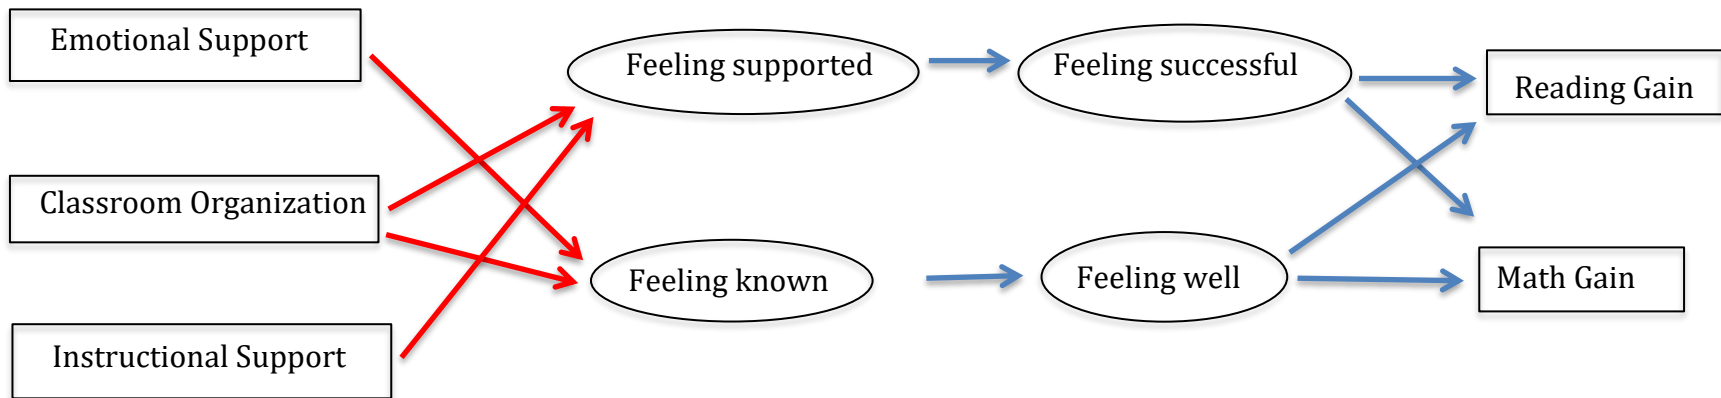 Emotional Support
Feeling supported
Feeling successful
Reading Gain
Classroom Organization
Feeling known
Feeling well
Math Gain
Instructional Support